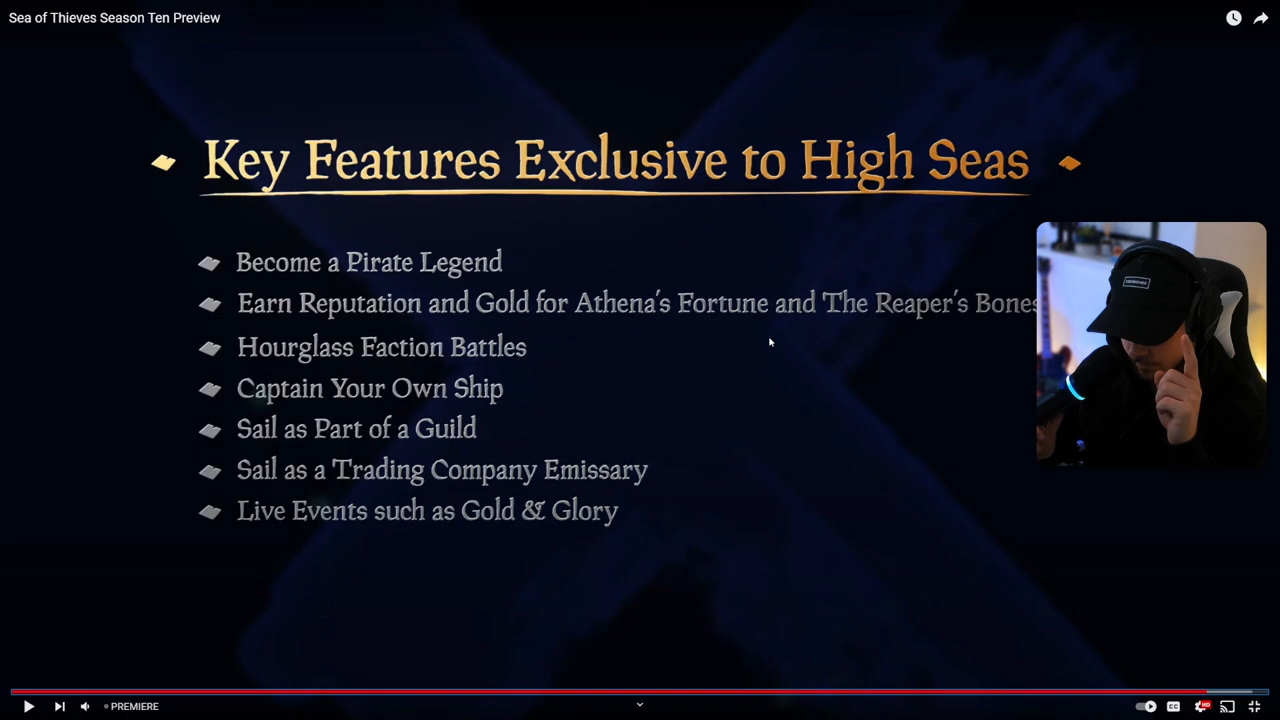 Sea of Thieves Season Ten Preview
Key Features Exclusive to High Seas
Become a Pirate Legend
Earn Reputation and Gold for Athena's Fortune and The Reaper's Bones
Hourglass Faction Battles
Captain Your Own Ship
Sail as Part of a Guild
Sail as a Trading Company Emissary
Live Events such as Gold & Glory
PREMIERE
CC
HD